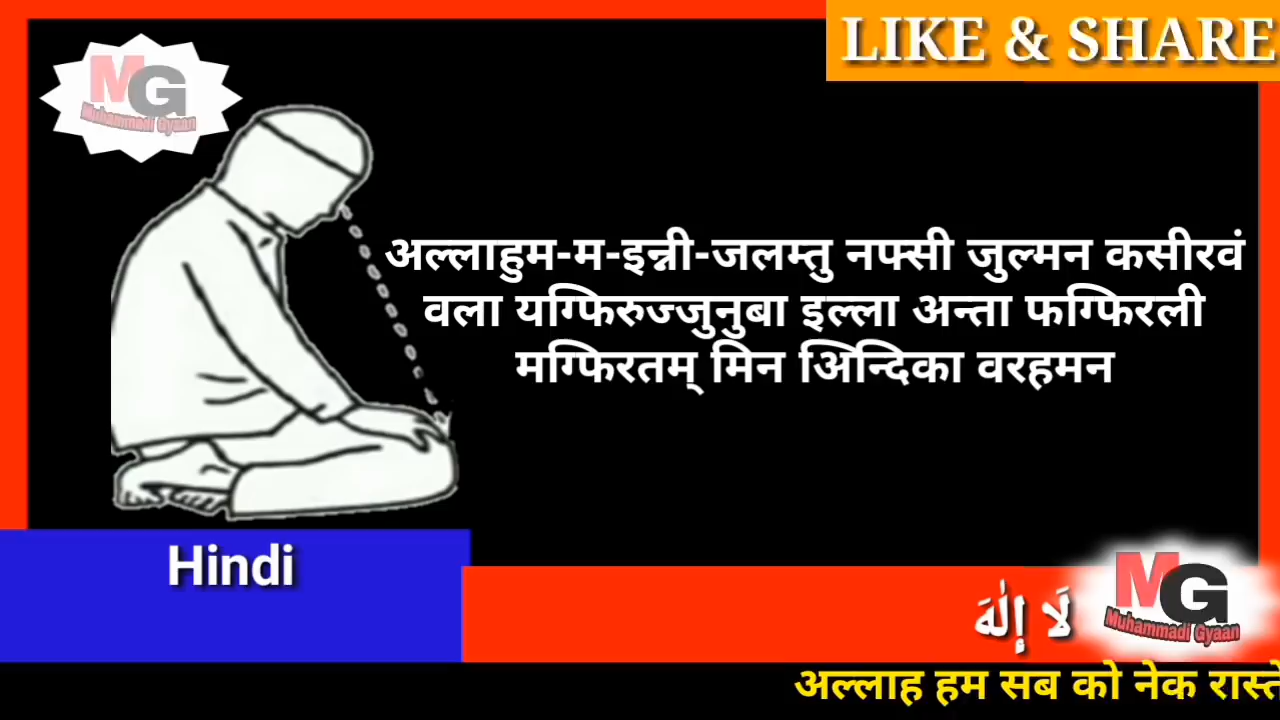 LIKE & SHARE
MG
Muhammadi Gyaan
अल्लाहुम-म-इन्नी-जलम्तु नफ्सी जुल्मन कसीरवं
वला यग्फिरुज्जुनुबा इल्ला अन्ता फग्फिरली
मग्फिरतम् मिन अिन्दिका वरहमन
Hindi
لَا إِلٰهَ
MG
Muhammadi Gyaan
अल्लाह हम सब को नेक रास्ते